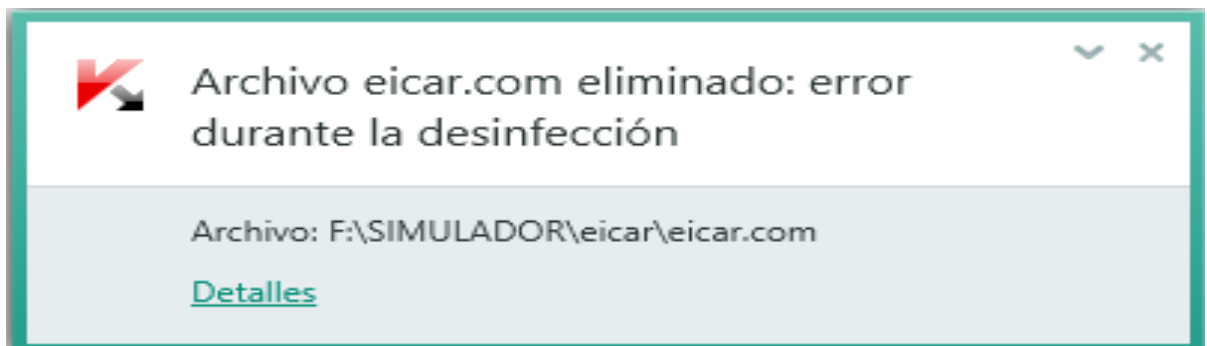 Archivo eicar.com eliminado: error
durante la desinfección
Archivo: F:\SIMULADOR\eicar\eicar.com
Detalles